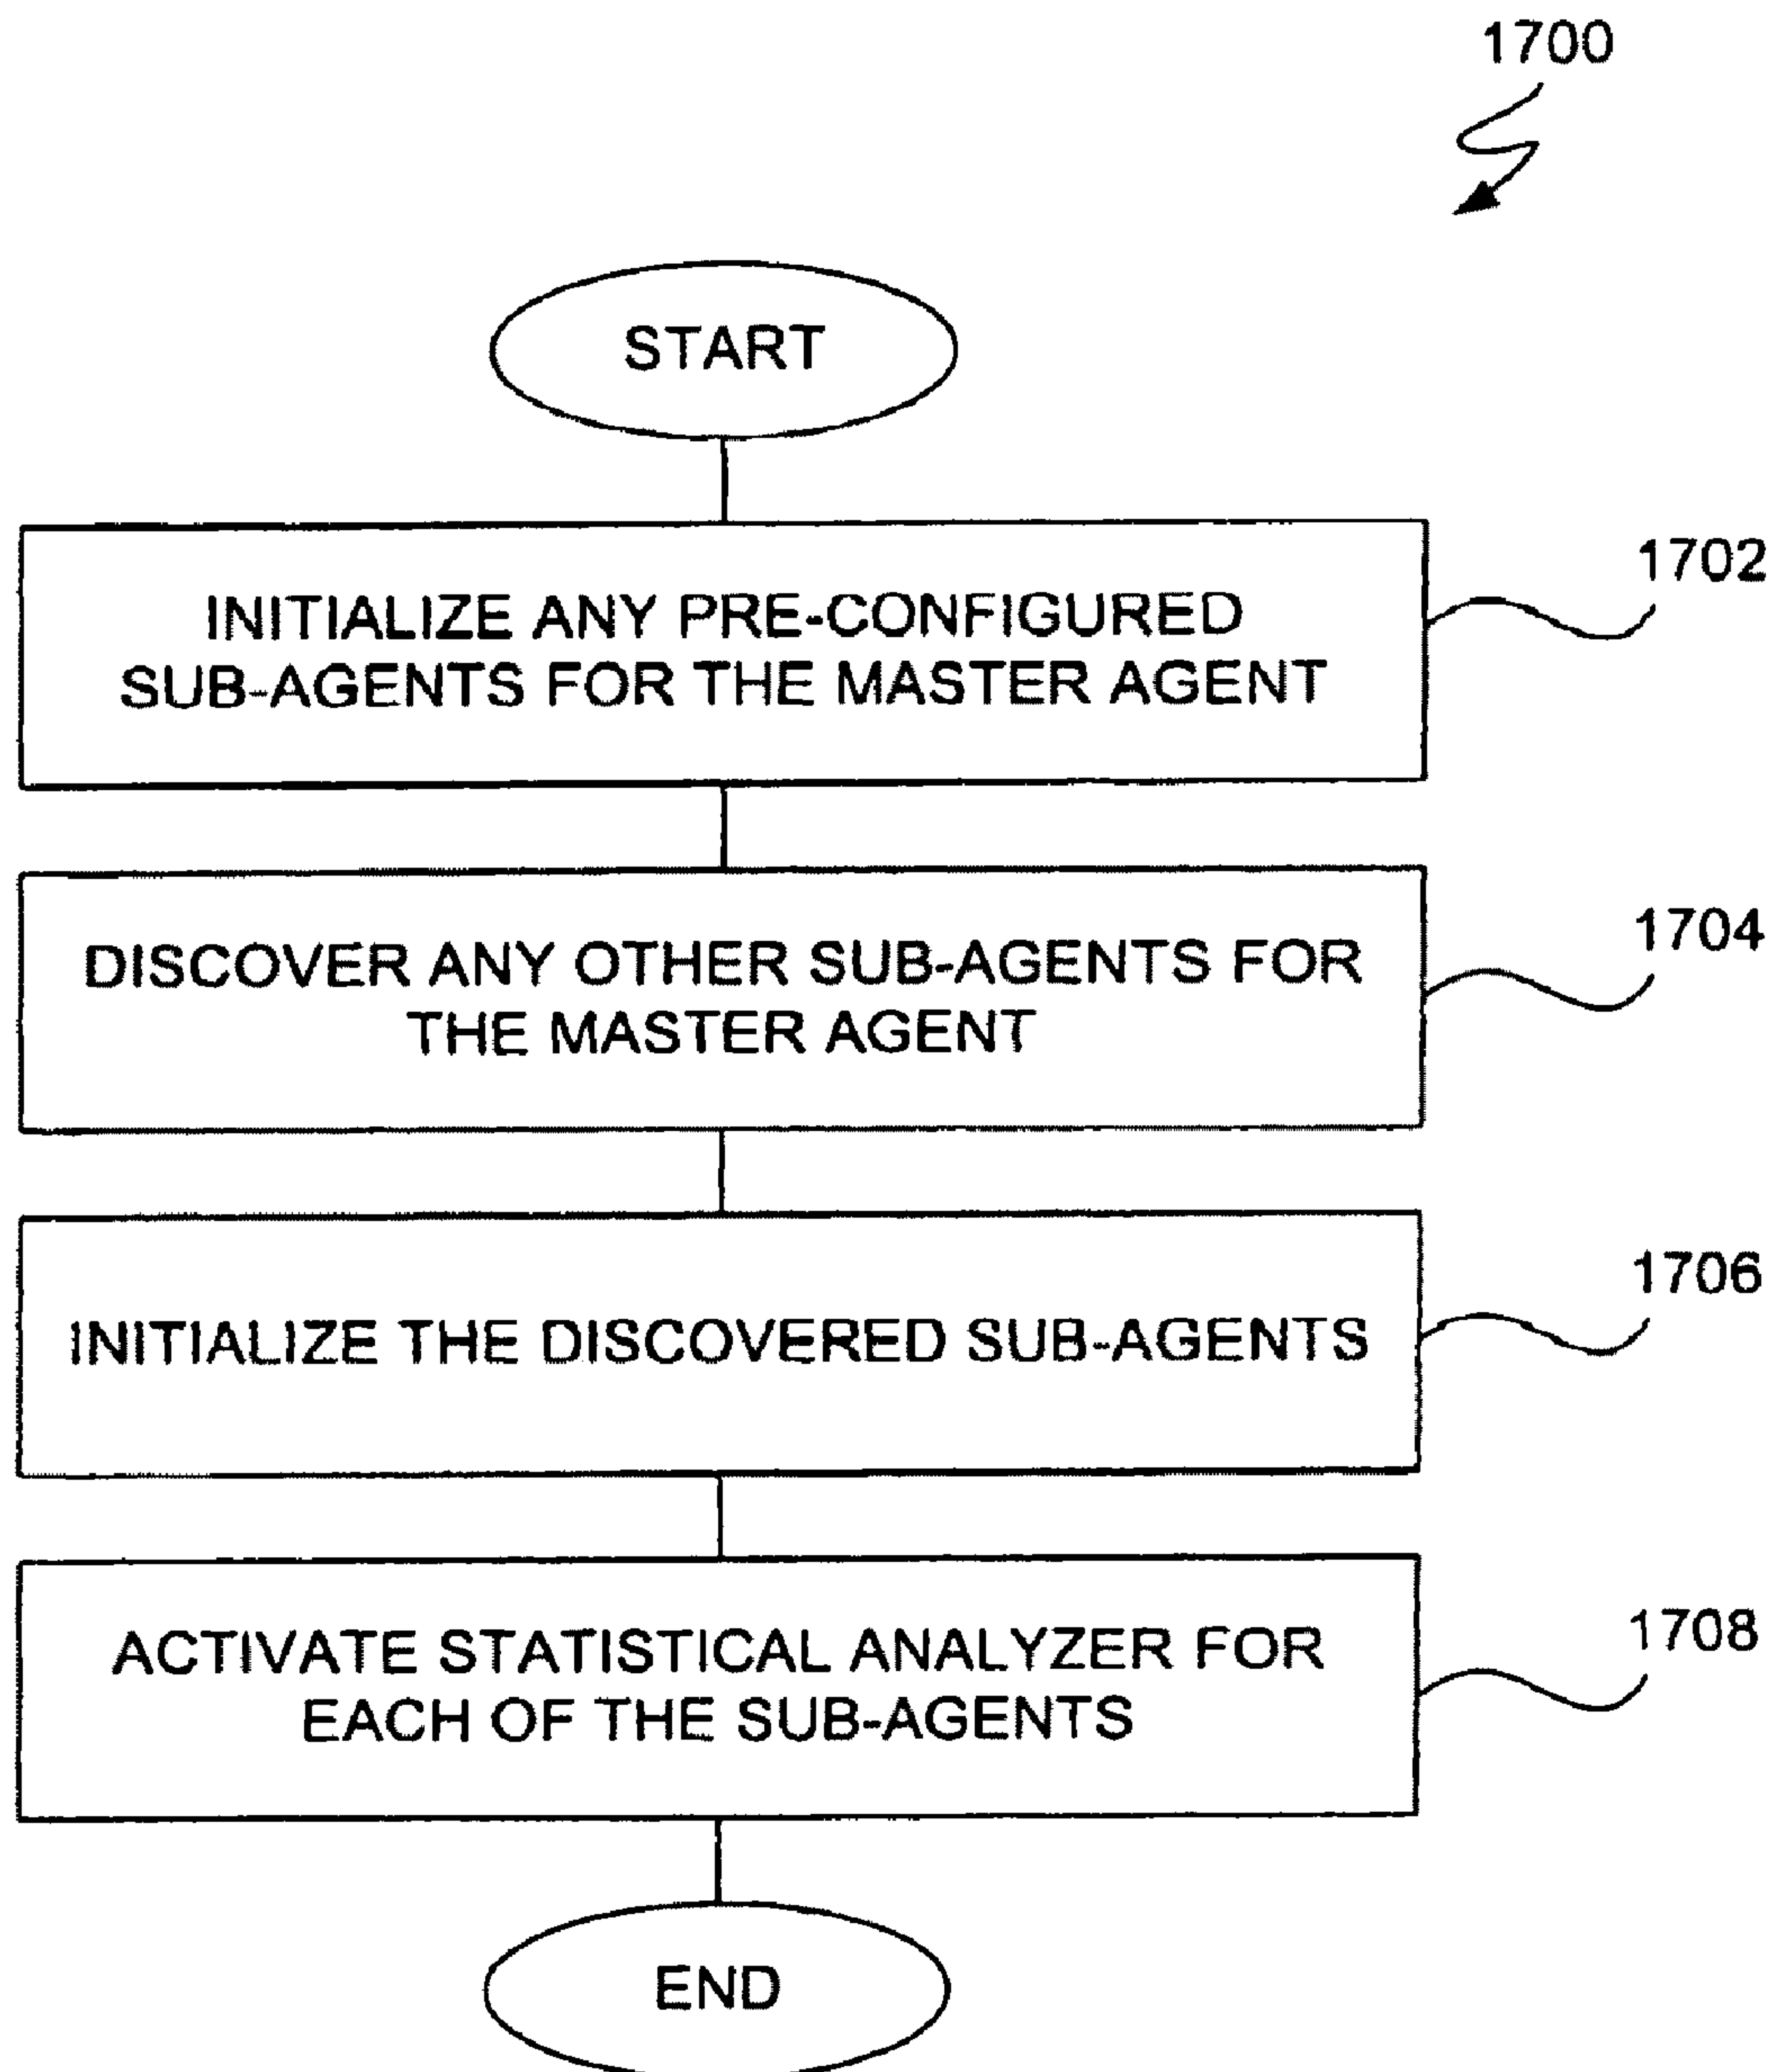 1700
START
INITIALIZE ANY PRE-CONFIGURED
SUB-AGENTS FOR THE MASTER AGENT
1702
DISCOVER ANY OTHER SUB-AGENTS FOR
THE MASTER AGENT
1704
INITIALIZE THE DISCOVERED SUB-AGENTS
1706
ACTIVATE STATISTICAL ANALYZER FOR
EACH OF THE SUB-AGENTS
1708
END